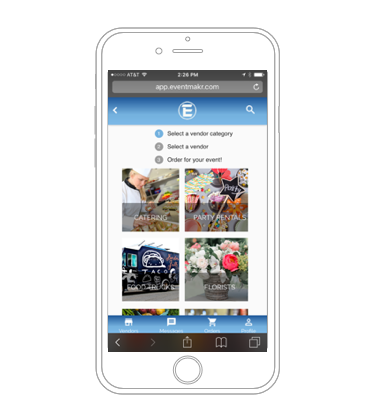 AT&T 2:26 PM
app.eventmakr.com
E
1 Select a vendor category
2 Select a vendor
3 Order for your event!
CATERING PARTY RENTALS
TACO
FOOD TRUCKS FLORISTS
Vendors Messages Orders Profile